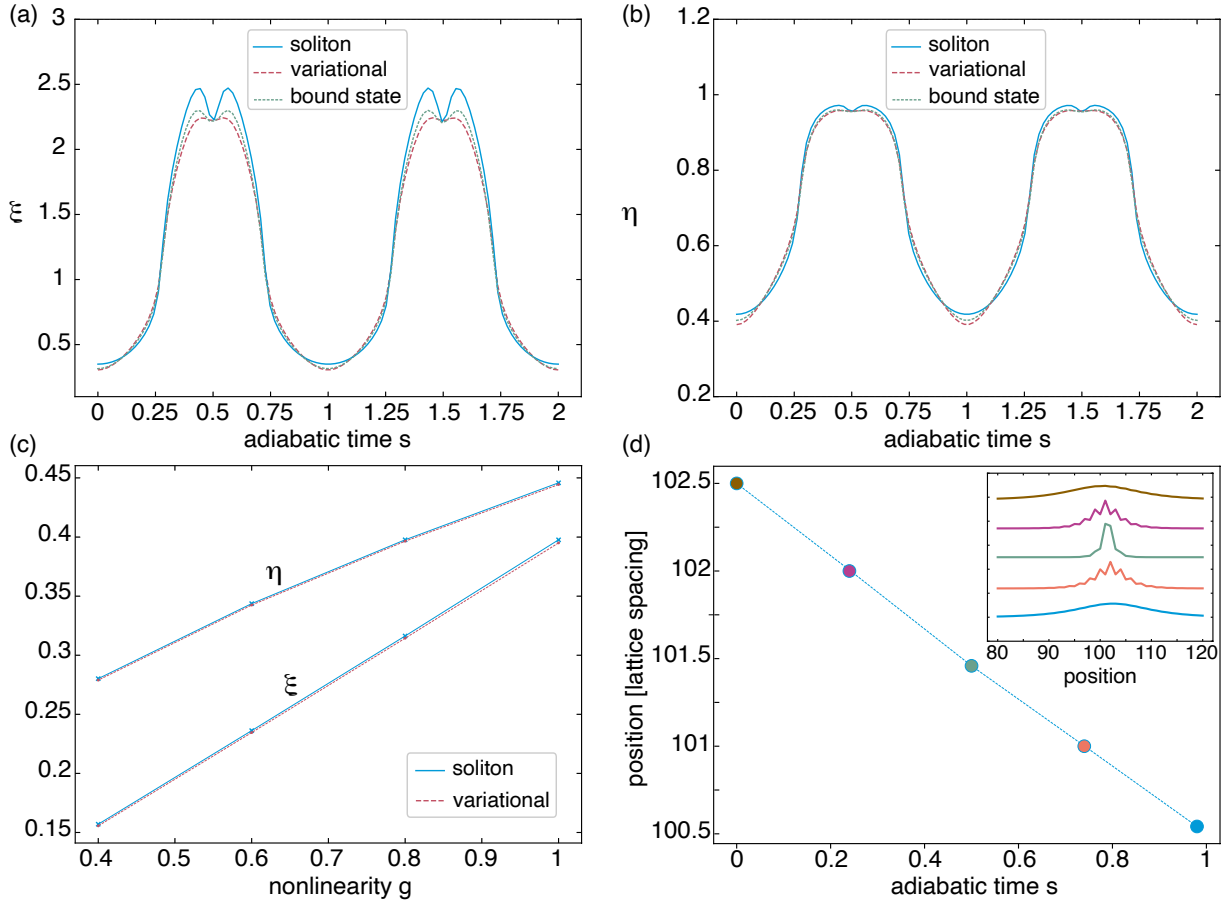 (a)
3
2.5
2
1.5
1
0.5
ξ
soliton
variational
bound state
0 0.25 0.5 0.75 1 1.25 1.5 1.75 2
adiabatic time s
(b)
1.2
1
0.8
0.6
0.4
0.2
η
soliton
variational
bound state
0 0.25 0.5 0.75 1 1.25 1.5 1.75 2
adiabatic time s
(c)
0.45
0.4
0.35
0.3
0.25
0.2
0.15
η
ξ
soliton
variational
0.4 0.5 0.6 0.7 0.8 0.9 1
nonlinearity g
(d)
102.5
102
101.5
101
100.5
position [lattice spacing]
80 90 100 110 120
position
0 0.2 0.4 0.6 0.8 1
adiabatic time s